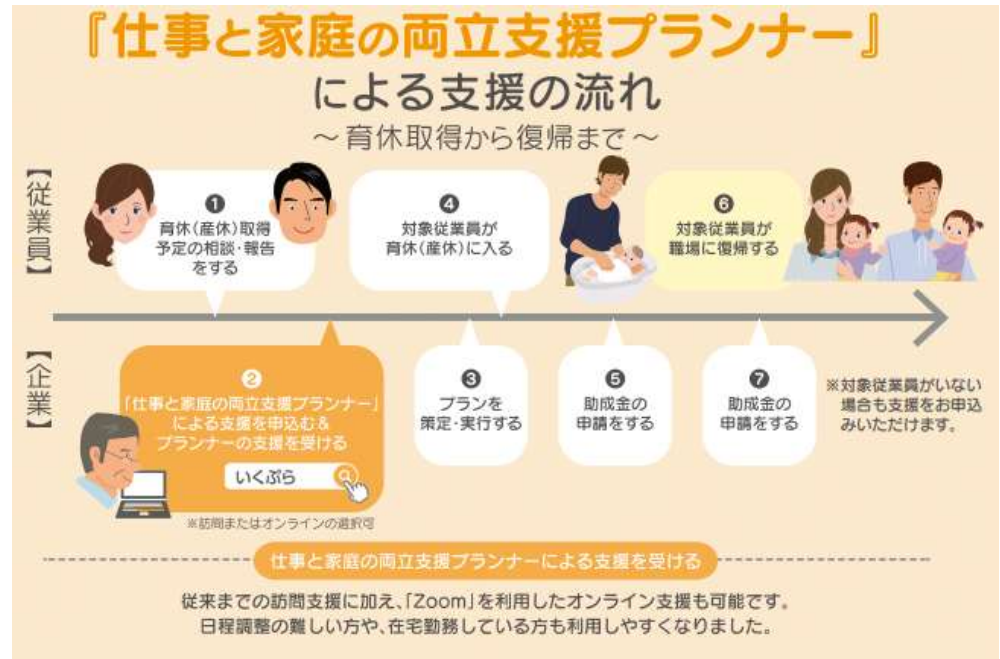 『仕事と家庭の両立支援プランナー』
による支援の流れ
～育休取得から復帰まで～
【従業員】
❶
育休(産休)取得
予定の相談・報告
をする
❹
対象従業員が
育休(産休)に入る
❻
対象従業員が
職場に復帰する
【企業】
❷
「仕事と家庭の両立支援プランナー」
による支援を申込む&
プランナーの支援を受ける
いくぷら
※訪問またはオンラインの選択可
❸
プランを
策定・実行する
❺
助成金の
申請をする
❼
助成金の
申請をする
※対象従業員がいない
場合も支援をお申込
みいただけます。
仕事と家庭の両立支援プランナーによる支援を受ける
従来までの訪問支援に加え、「Zoom」を利用したオンライン支援も可能です。
日程調整の難しい方や、在宅勤務している方も利用しやすくなりました。